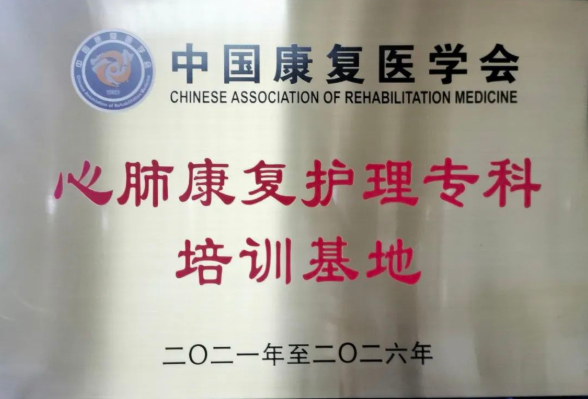 中国康复医学会
CHINESE ASSOCIATION OF REHABILITATION MEDICINE
心肺康复护理专科
培训基地
二〇二一年至二〇二六年